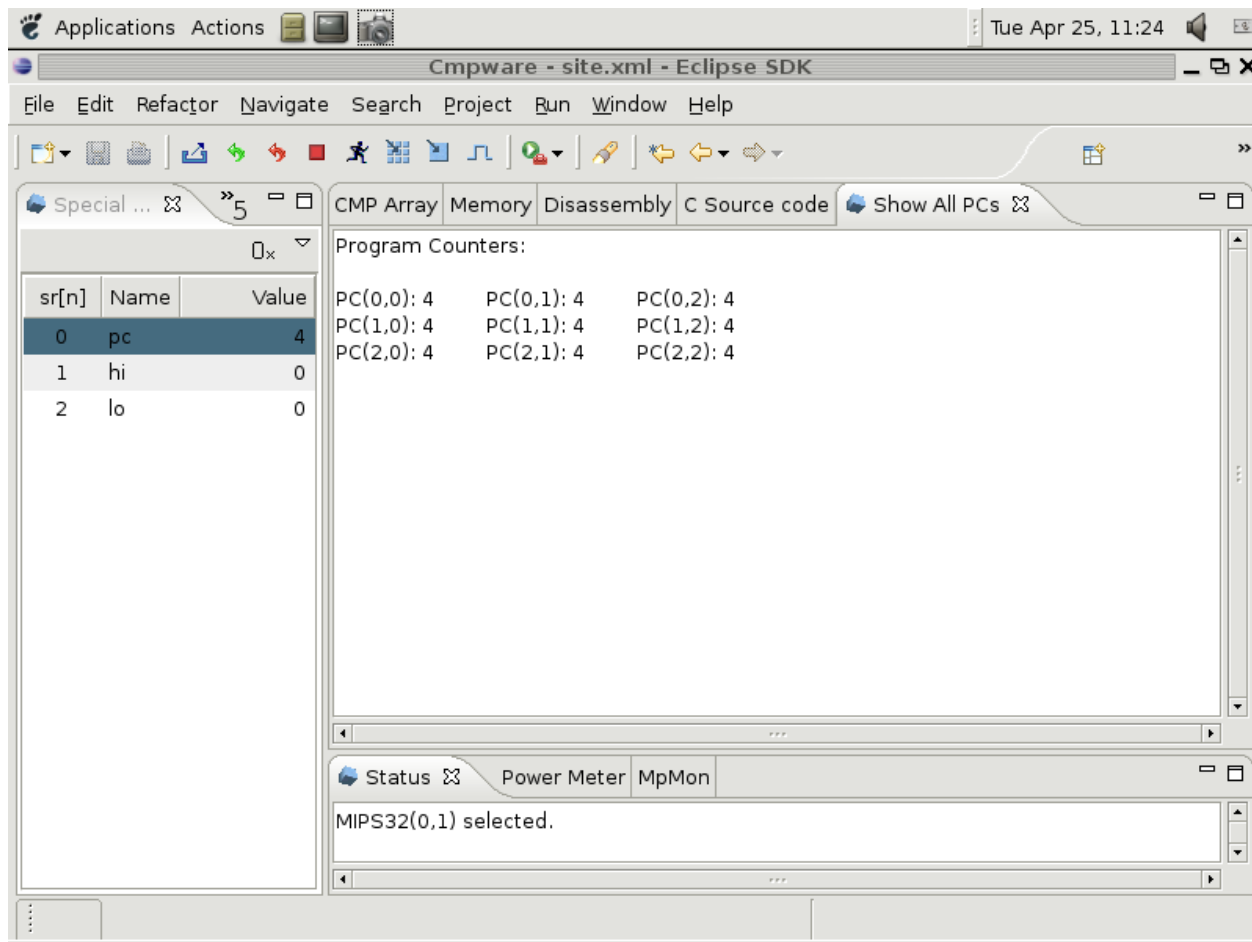 Applications Actions Tue Apr 25, 11:24
Cmpware - site.xml - Eclipse SDK
File Edit Refactor Navigate Search Project Run Window Help
Special ... »5
CMP Array Memory Disassembly C Source code Show All PCs
0x
Program Counters:
sr[n] Name Value
0 pc 4
1 hi 0
2 lo 0
PC(0,0): 4 PC(0,1): 4 PC(0,2): 4
PC(1,0): 4 PC(1,1): 4 PC(1,2): 4
PC(2,0): 4 PC(2,1): 4 PC(2,2): 4
Status Power Meter MpMon
MIPS32(0,1) selected.